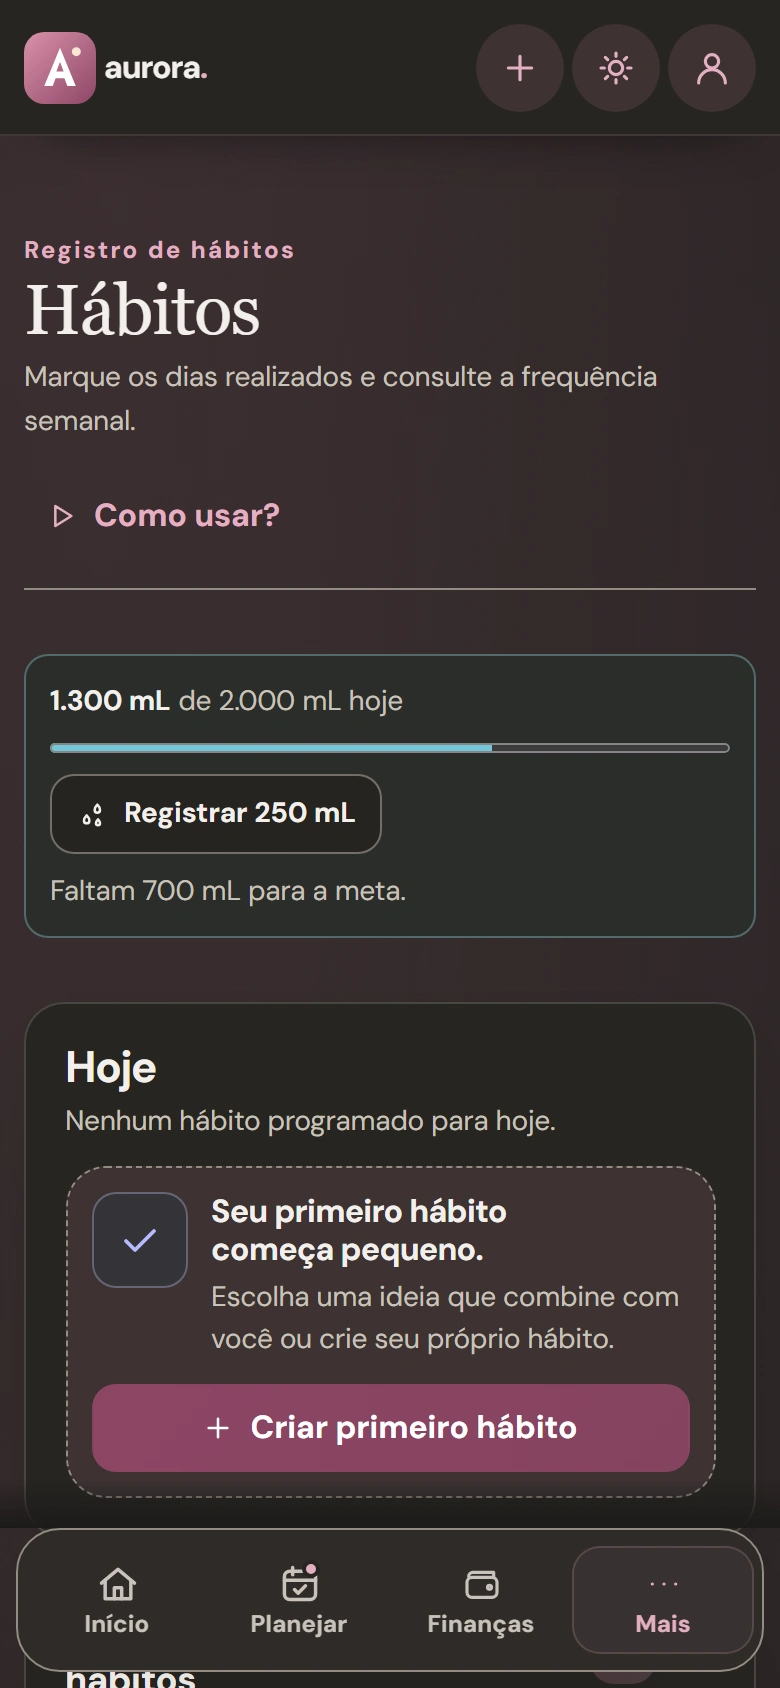 A
aurora.
Registro de hábitos
Hábitos
Marque os dias realizados e consulte a frequência
semanal.
Como usar?
1.300 mL de 2.000 mL hoje
Registrar 250 mL
Faltam 700 mL para a meta.
Hoje
Nenhum hábito programado para hoje.
Seu primeiro hábito
começa pequeno.
Escolha uma ideia que combine com
você ou crie seu próprio hábito.
+ Criar primeiro hábito
Início
Planejar
Finanças
Mais
hábitos